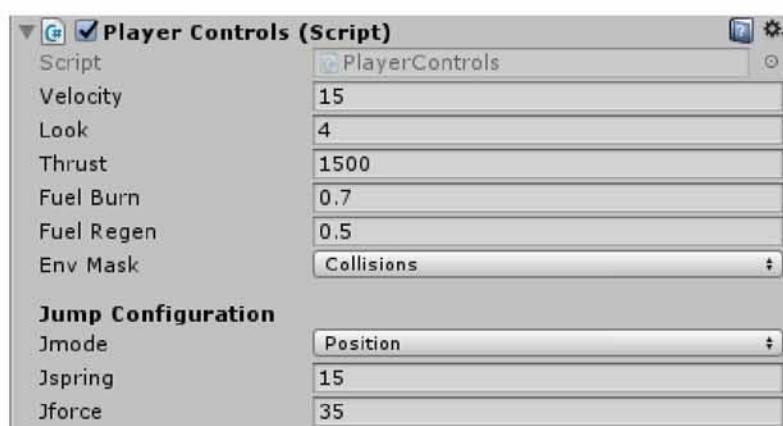 Player Controls (Script)
Script PlayerControls
Velocity 15
Look 4
Thrust 1500
Fuel Burn 0.7
Fuel Regen 0.5
Env Mask Collisions
Jump Configuration
Jmode Position
Jspring 15
Jforce 35